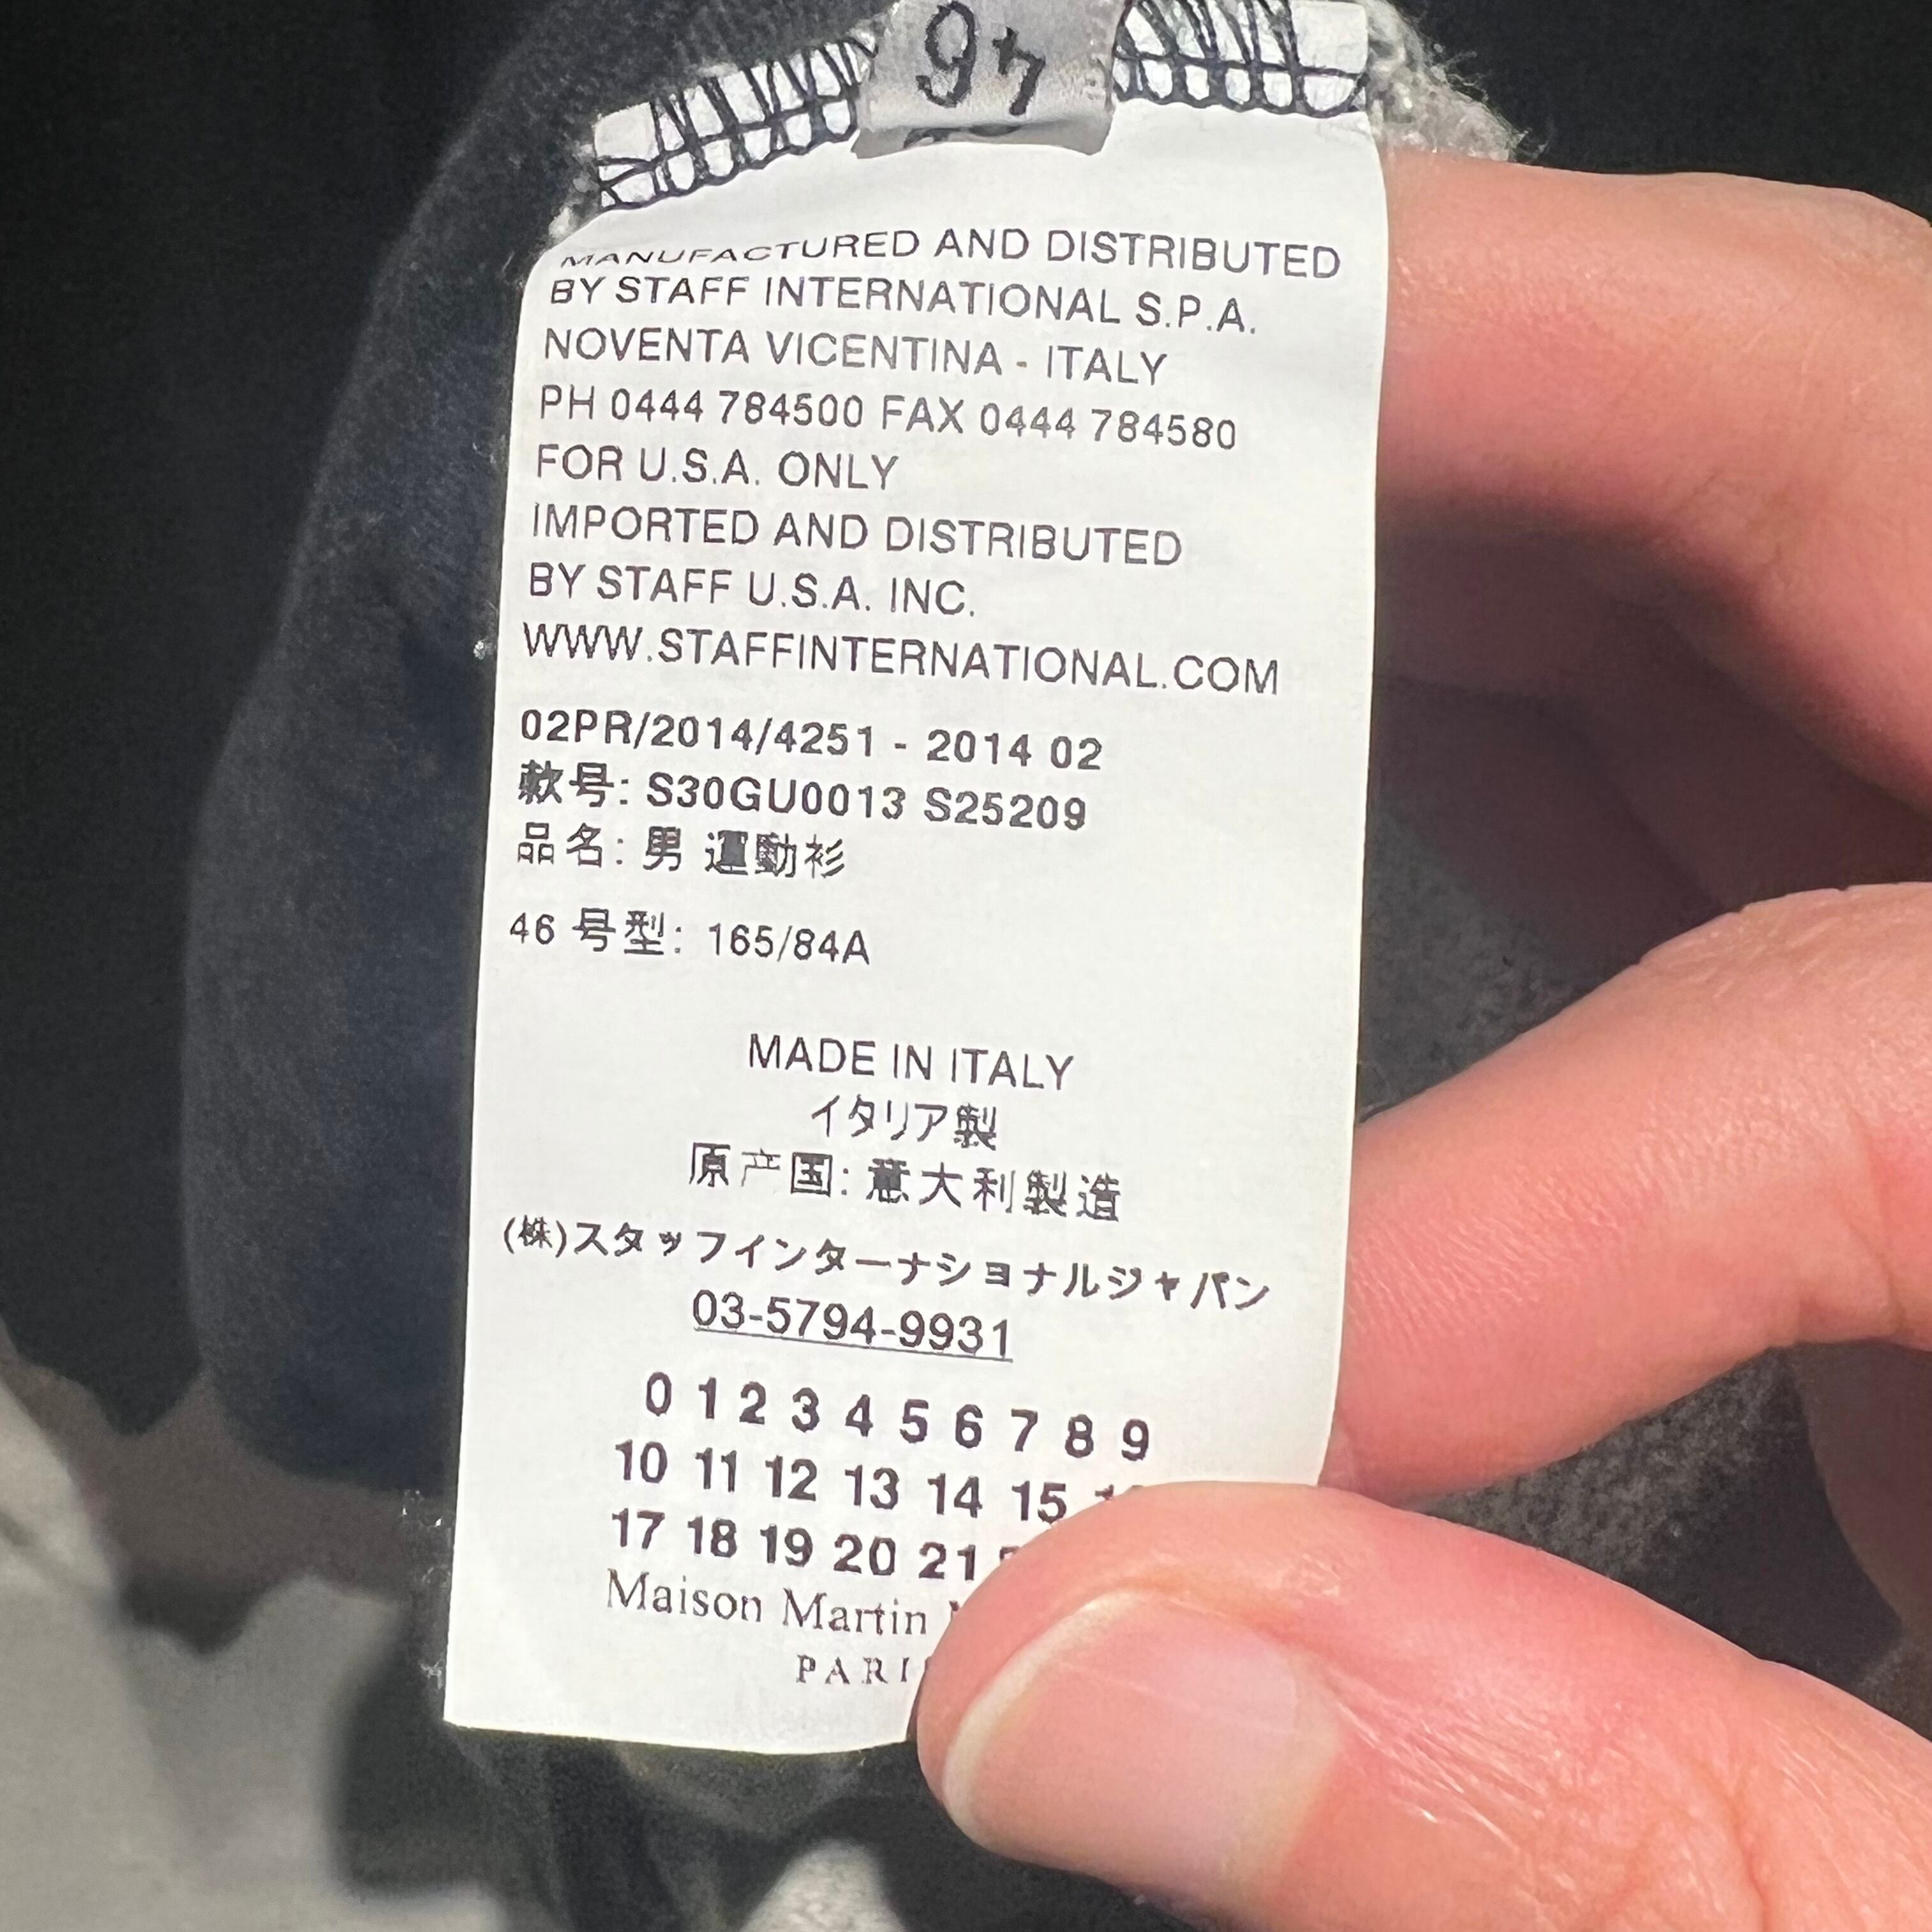 46
MANUFACTURED AND DISTRIBUTED
BY STAFF INTERNATIONAL S.P.A.
NOVENTA VICENTINA - ITALY
PH 0444 784500 FAX 0444 784580
FOR U.S.A. ONLY
IMPORTED AND DISTRIBUTED
BY STAFF U.S.A. INC.
WWW.STAFFINTERNATIONAL.COM
02PR/2014/4251 - 2014 02
款号: S30GU0013 S25209
品名: 男 運動衫
46 号型: 165/84A
MADE IN ITALY
イタリア製
原产国: 意大利製造
(株)スタッフインターナショナルジャパン
03-5794-9931
0 1 2 3 4 5 6 7 8 9
10 11 12 13 14 15
17 18 19 20 21
Maison Martin